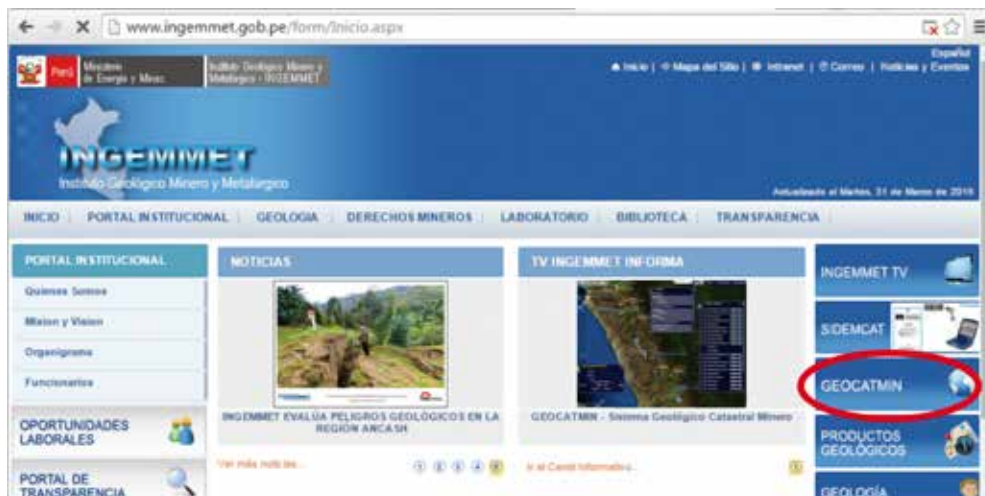 www.ingemmet.gob.pe/form/Inicio.aspx
Perú
Ministerio
de Energía y Minas
Instituto Geológico Minero y
Metalúrgico - INGEMMET
Español
Inicio | Mapa del Sitio | Intranet | Correo | Noticias y Eventos
INGEMMET
Instituto Geológico Minero y Metalúrgico
Actualizado al Martes, 31 de Marzo de 2015
INICIO PORTAL INSTITUCIONAL GEOLOGIA DERECHOS MINEROS LABORATORIO BIBLIOTECA TRANSPARENCIA
PORTAL INSTITUCIONAL
Quienes Somos
Mision y Vision
Organigrama
Funcionarios
OPORTUNIDADES
LABORALES
PORTAL DE
TRANSPARENCIA
NOTICIAS
INGEMMET EVALÚA PELIGROS GEOLÓGICOS EN LA
REGIÓN ANCASH
Ver más noticias...
TV INGEMMET INFORMA
GEOCATMIN - Sistema Geológico Catastral Minero
Ir al Canal Informativo...
INGEMMET TV
SIDEMCAT
GEOCATMIN
PRODUCTOS
GEOLÓGICOS
GEOLOGÍA